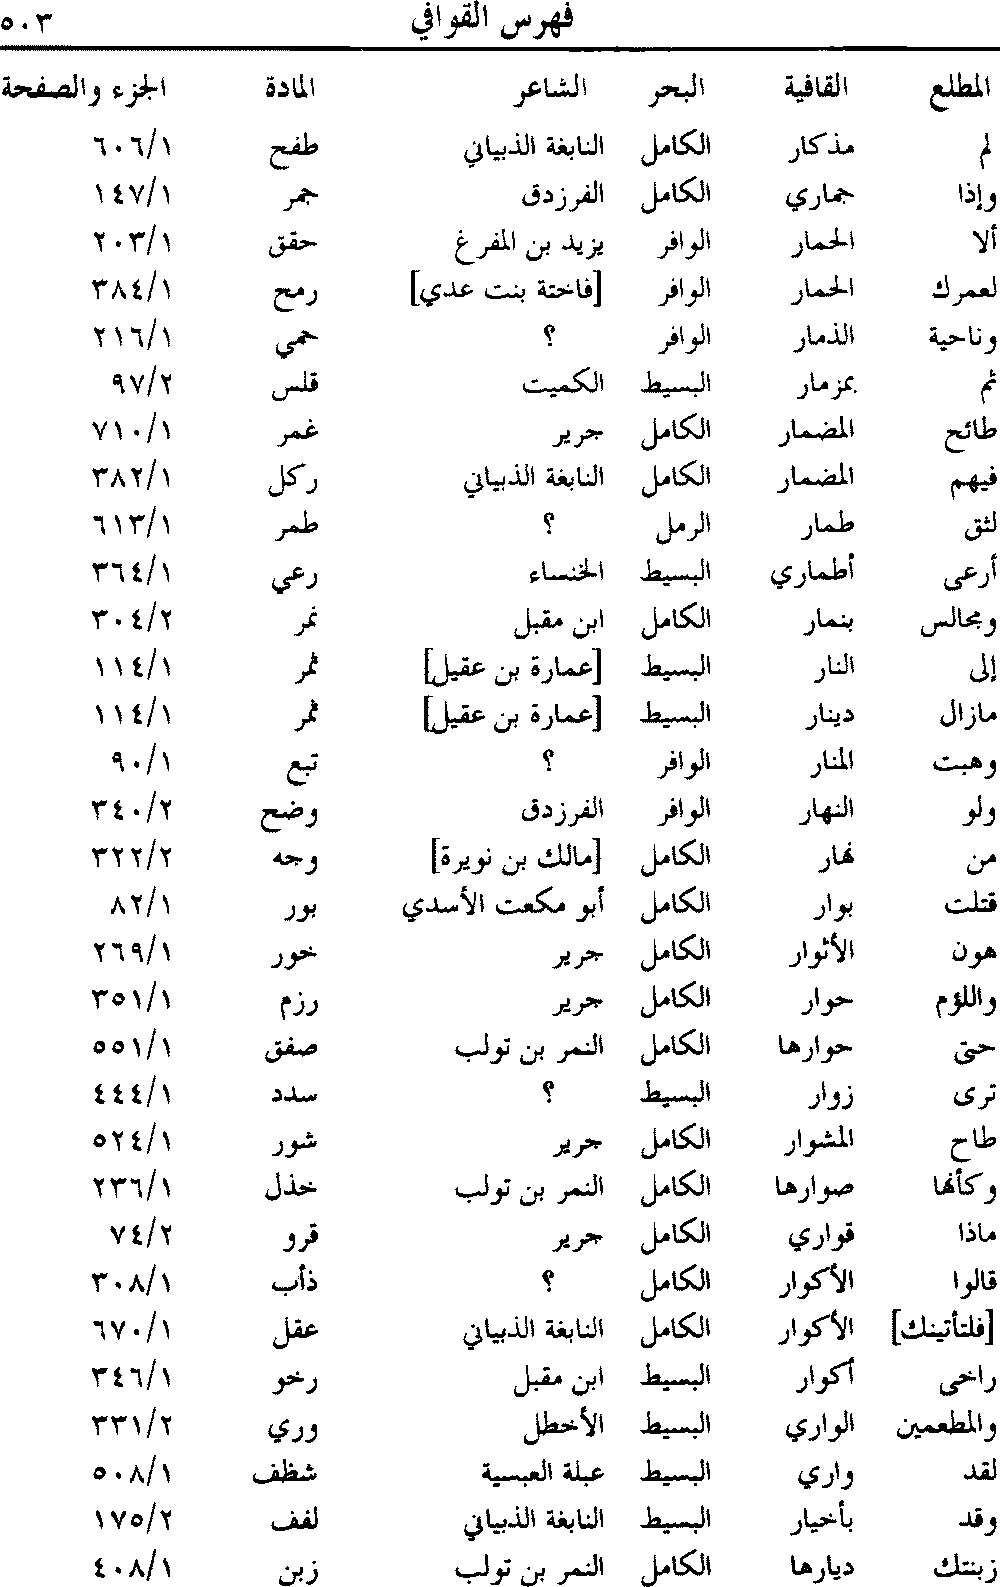 فهرس القوافي ٥٠٣
المطلع القافية البحر الشاعر المادة الجزء والصفحة
لم مذكار الكامل النابغة الذبياني طفح ٦٠٦/١
وإذا جماري الكامل الفرزدق جمر ١٤٧/١
ألا الحمار الوافر يزيد بن المفرغ حقق ٢٠٣/١
لعمرك الحمار الوافر [فاختة بنت عدي] رمح ٣٨٤/١
وناحية الذمار الوافر ؟ حمي ٢١٦/١
ثم بمزمار البسيط الكميت قلس ٩٧/٢
طائح المضمار الكامل جرير غمر ٧١٠/١
فيهم المضمار الكامل النابغة الذبياني ركل ٣٨٢/١
لثق طمار الرمل ؟ طمر ٦١٣/١
أرعى أطماري البسيط الخنساء رعي ٣٦٤/١
ومجالس بنمار الكامل ابن مقبل نمر ٣٠٤/٢
إلى النار البسيط [عمارة بن عقيل] ثمر ١١٤/١
مازال دينار البسيط [عمارة بن عقيل] ثمر ١١٤/١
وهبت المنار الوافر ؟ تبع ٩٠/١
ولو النهار الوافر الفرزدق وضح ٣٤٠/٢
من نهار الكامل [مالك بن نويرة] وجه ٣٢٢/٢
قتلت بوار الكامل أبو مكعت الأسدي بور ٨٢/١
هون الأثوار الكامل جرير خور ٢٦٩/١
واللؤم حوار الكامل جرير رزم ٣٥١/١
حتى حوارها الكامل النمر بن تولب صفق ٥٥١/١
ترى زوار البسيط ؟ سدد ٤٤٤/١
طاح المشوار الكامل جرير شور ٥٢٤/١
وكأنها صوارها الكامل النمر بن تولب خذل ٢٣٦/١
ماذا قواري الكامل جرير قرو ٧٤/٢
قالوا الأكوار الكامل ؟ ذأب ٣٠٨/١
[فلتأتينك] الأكوار الكامل النابغة الذبياني عقل ٦٧٠/١
راخى أكوار البسيط ابن مقبل رخو ٣٤٦/١
والمطعمين الواري البسيط الأخطل وري ٣٣١/٢
لقد واري البسيط عبلة العبسية شظف ٥٠٨/١
وقد بأخيار البسيط النابغة الذبياني لفف ١٧٥/٢
زبنتك ديارها الكامل النمر بن تولب زبن ٤٠٨/١